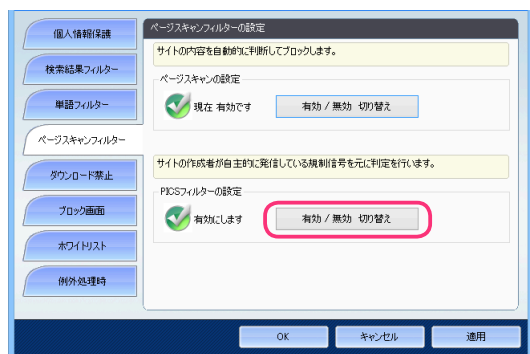 個人情報保護
検索結果フィルター
単語フィルター
ページスキャンフィルター
ダウンロード禁止
ブロック画面
ホワイトリスト
例外処理時
ページスキャンフィルターの設定
サイトの内容を自動的に判断してブロックします。
ページスキャンの設定
現在 有効です
有効 / 無効 切り替え
サイトの作成者が自主的に発信している規制信号を元に判定を行います。
PICSフィルターの設定
有効にします
有効 / 無効 切り替え
OK
キャンセル
適用